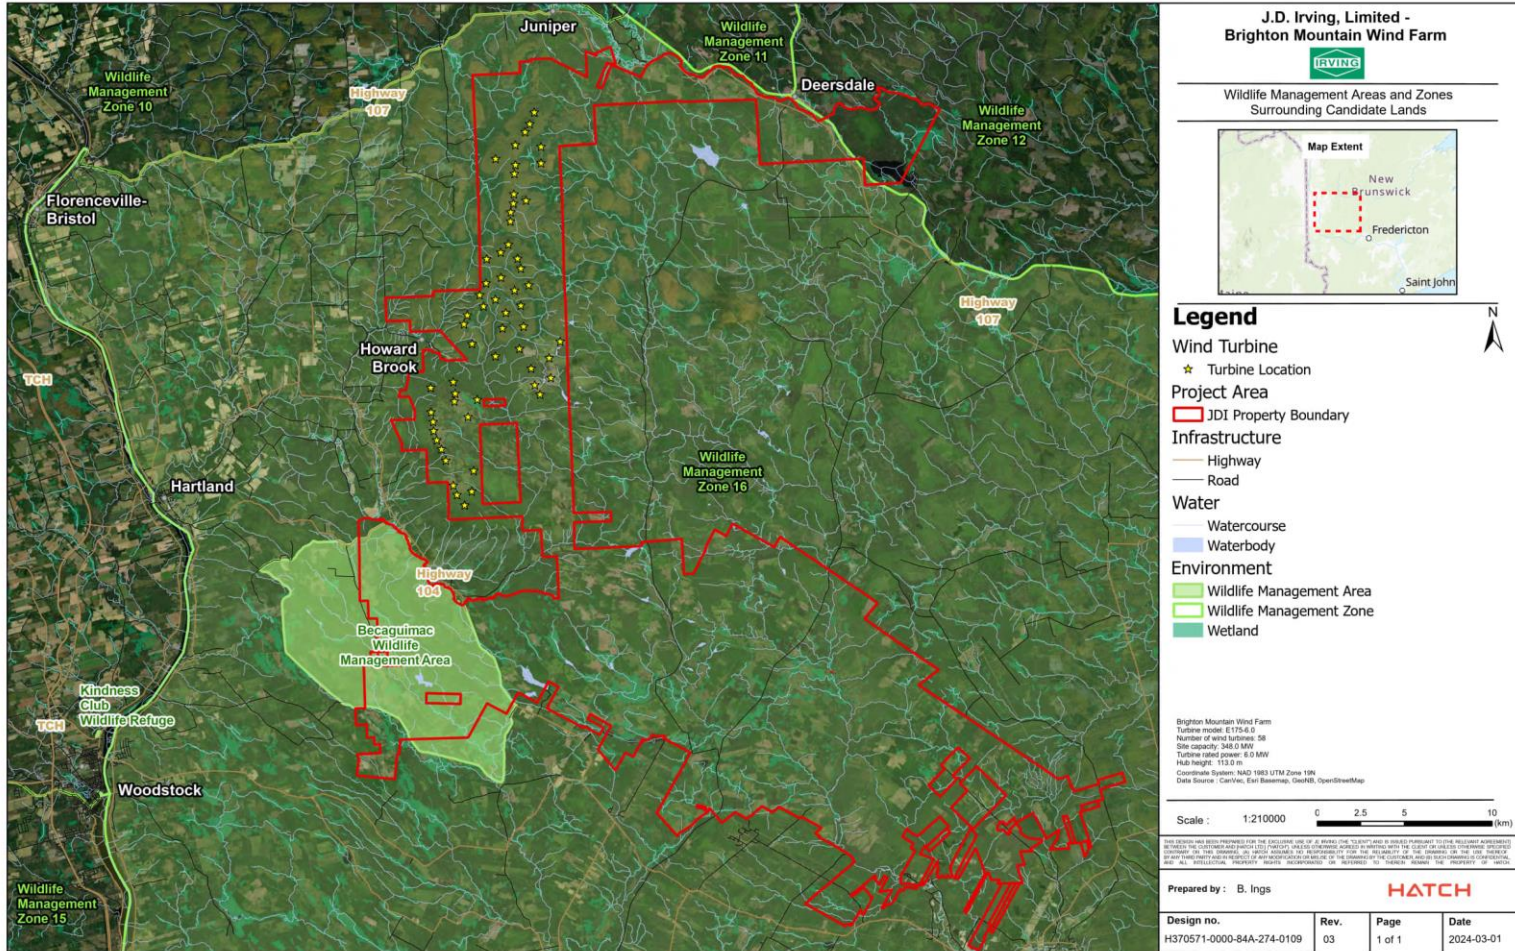 Juniper
Wildlife
Management
Zone 11
Deersdale
Wildlife
Management
Zone 10
Highway
107
Wildlife
Management
Zone 12
Florenceville-
Bristol
Highway
107
Howard
Brook
TCH
Wildlife
Management
Zone 16
Hartland
Highway
104
Becaguimac
Wildlife
Management Area
Kindness
Club
Wildlife Refuge
TCH
Woodstock
Wildlife
Management
Zone 15
J.D. Irving, Limited -
Brighton Mountain Wind Farm
IRVING
Wildlife Management Areas and Zones
Surrounding Candidate Lands
Map Extent
New
Brunswick
Fredericton
Saint John
Legend
N
Wind Turbine
Turbine Location
Project Area
JDI Property Boundary
Infrastructure
Highway
Road
Water
Watercourse
Waterbody
Environment
Wildlife Management Area
Wildlife Management Zone
Wetland
Brighton Mountain Wind Farm
Turbine model: E175-6.0
Number of wind turbines: 58
Site capacity: 348.0 MW
Turbine rated power: 6.0 MW
Hub height: 113.0 m
Coordinate System: NAD 1983 UTM Zone 19N
Data Source : CanVec, Esri Basemap, GeoNB, OpenStreetMap
Scale : 1:210000 0 2.5 5 10
(km)
Prepared by : B. Ings
HATCH
Design no. Rev. Page Date
H370571-0000-84A-274-0109 03 1 of 1 2024-03-01